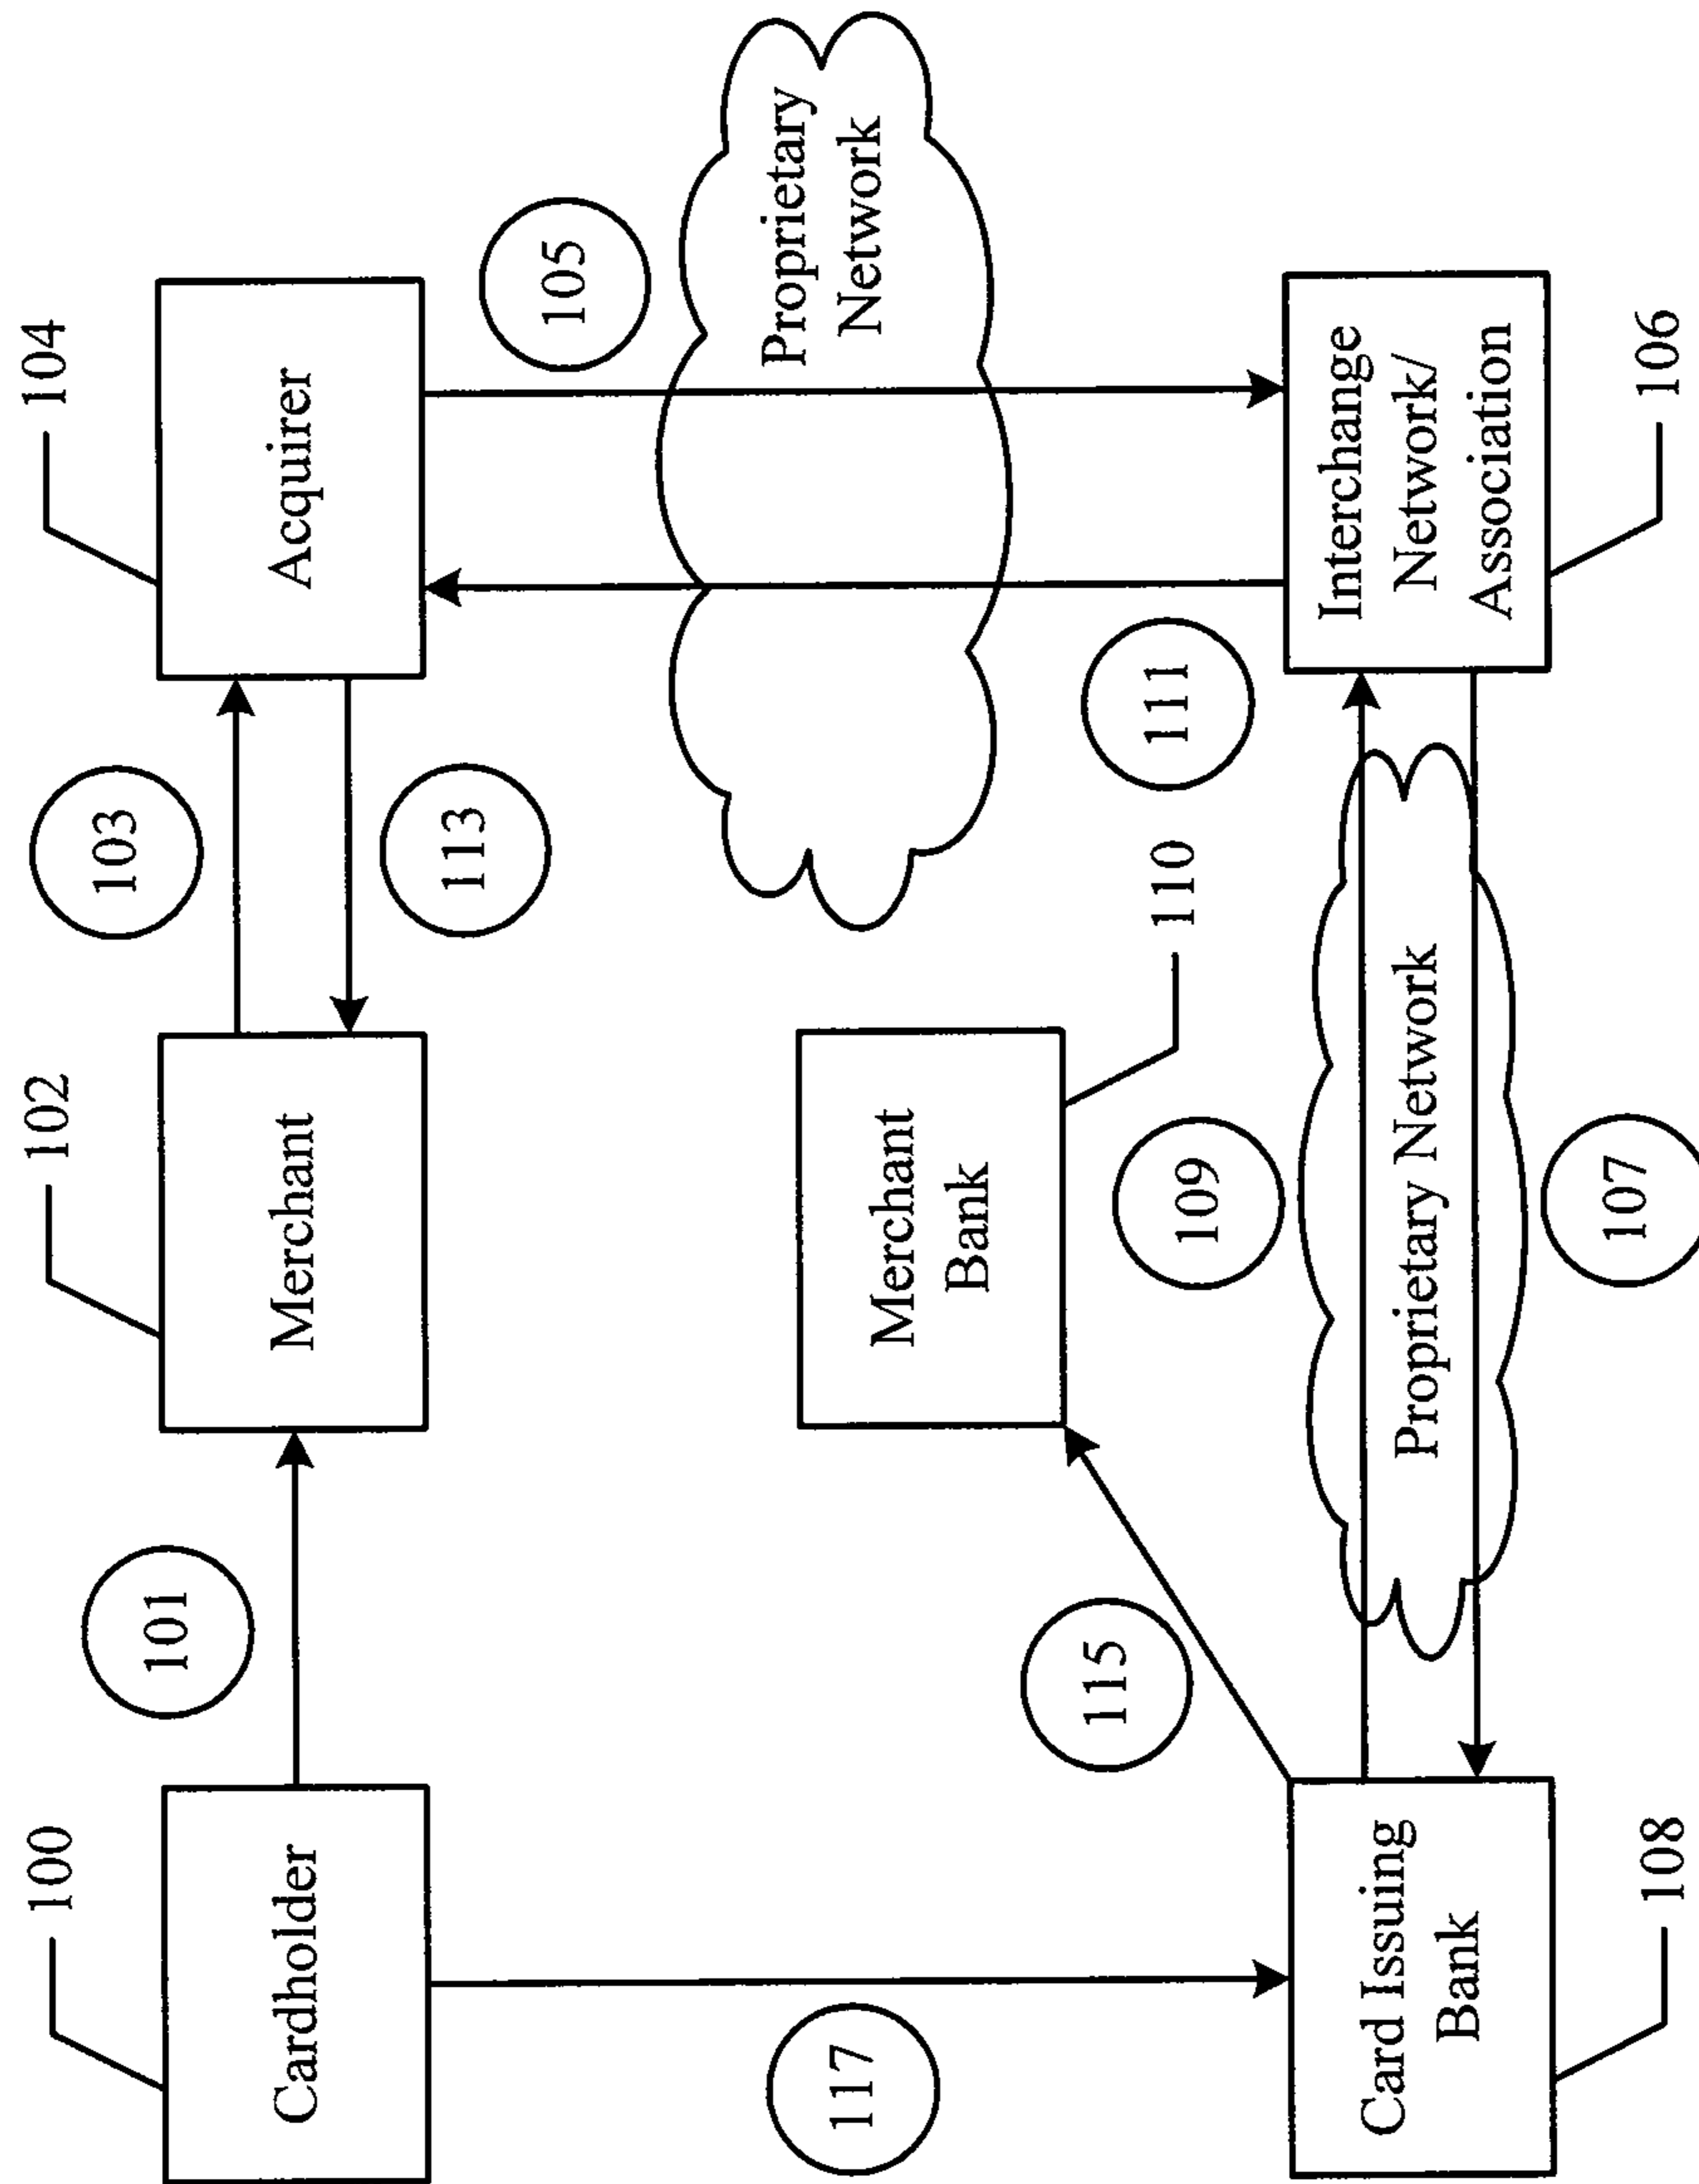 100
102
104
103
101
Cardholder
Merchant
Acquirer
113
105
Proprietary
Network
117
Merchant
Bank
115
111
110
109
Card Issuing
Bank
Proprietary Network
Interchange
Network/
Association
107
108
106